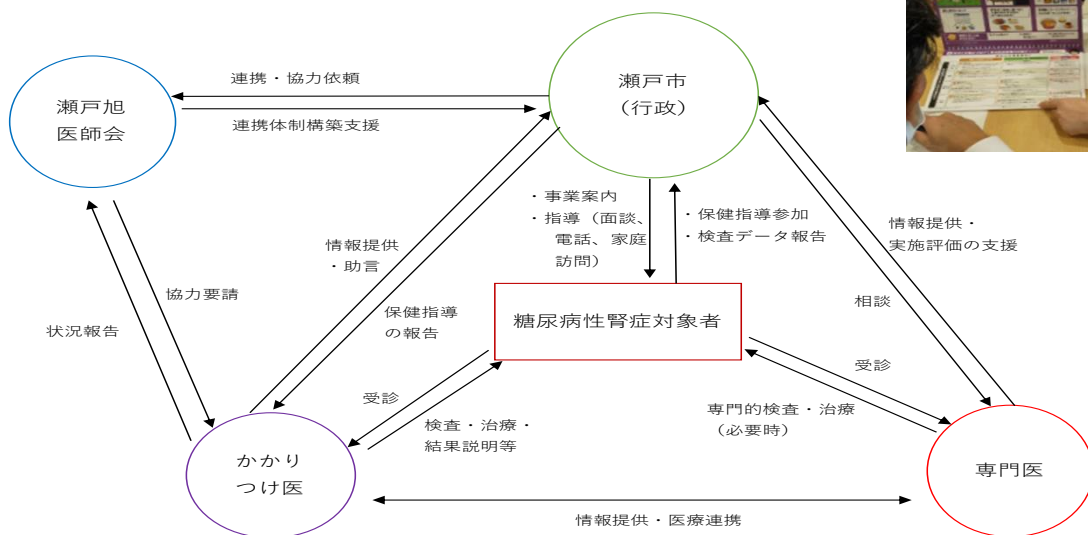 連携・協力依頼
瀬戸旭
医師会
連携体制構築支援
瀬戸市
(行政)
・事業案内
・指導(面談、
電話、家庭
訪問)
・保健指導参加
・検査データ報告
情報提供・
実施評価の支援
情報提供
・助言
保健指導
の報告
協力要請
状況報告
相談
糖尿病性腎症対象者
受診
検査・治療・
結果説明等
受診
専門的検査・治療
(必要時)
かかり
つけ医
専門医
情報提供・医療連携